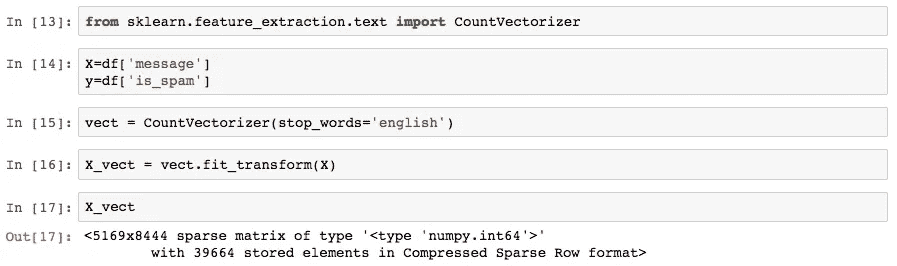 In [13]: from sklearn.feature_extraction.text import CountVectorizer
In [14]: X=df['message']
y=df['is_spam']
In [15]: vect = CountVectorizer(stop_words='english')
In [16]: X_vect = vect.fit_transform(X)
In [17]: X_vect
Out[17]: <5169x8444 sparse matrix of type '<type 'numpy.int64'>'
with 39664 stored elements in Compressed Sparse Row format>